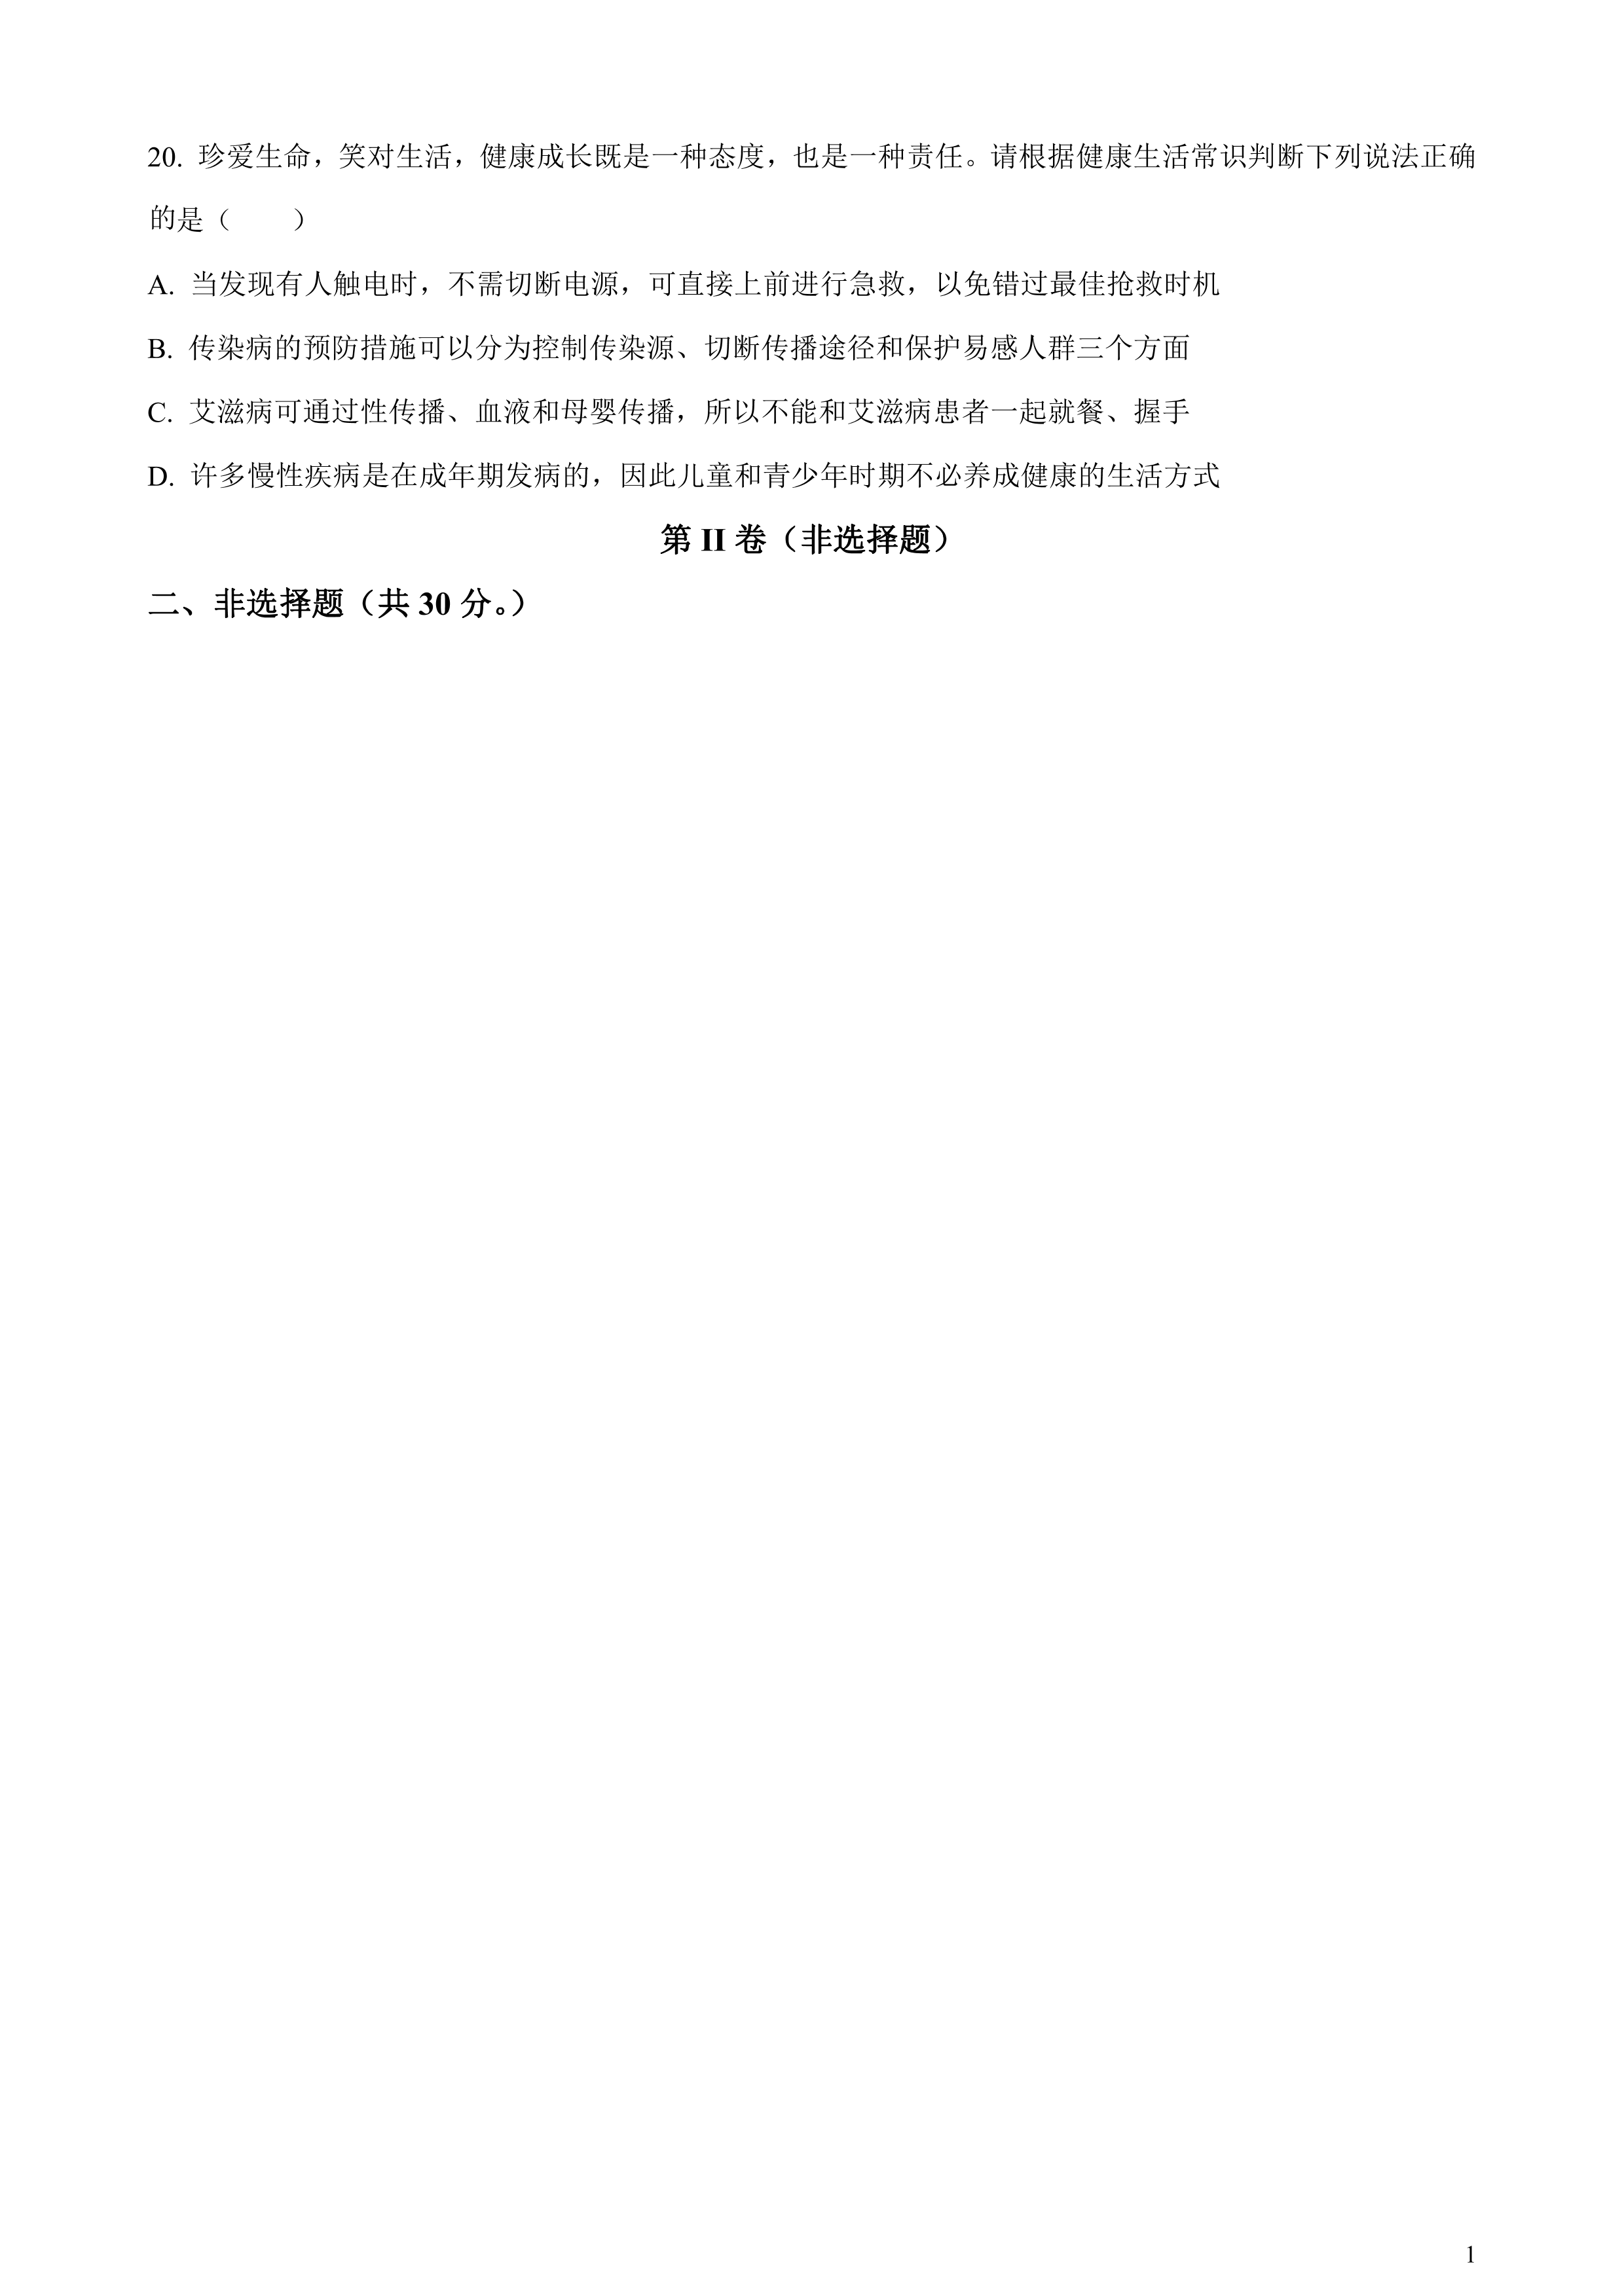 20. 珍爱生命，笑对生活，健康成长既是一种态度，也是一种责任。请根据健康生活常识判断下列说法正确
的是（　　）
A. 当发现有人触电时，不需切断电源，可直接上前进行急救，以免错过最佳抢救时机
B. 传染病的预防措施可以分为控制传染源、切断传播途径和保护易感人群三个方面
C. 艾滋病可通过性传播、血液和母婴传播，所以不能和艾滋病患者一起就餐、握手
D. 许多慢性疾病是在成年期发病的，因此儿童和青少年时期不必养成健康的生活方式
第 II 卷（非选择题）
二、非选择题（共 30 分。）
1